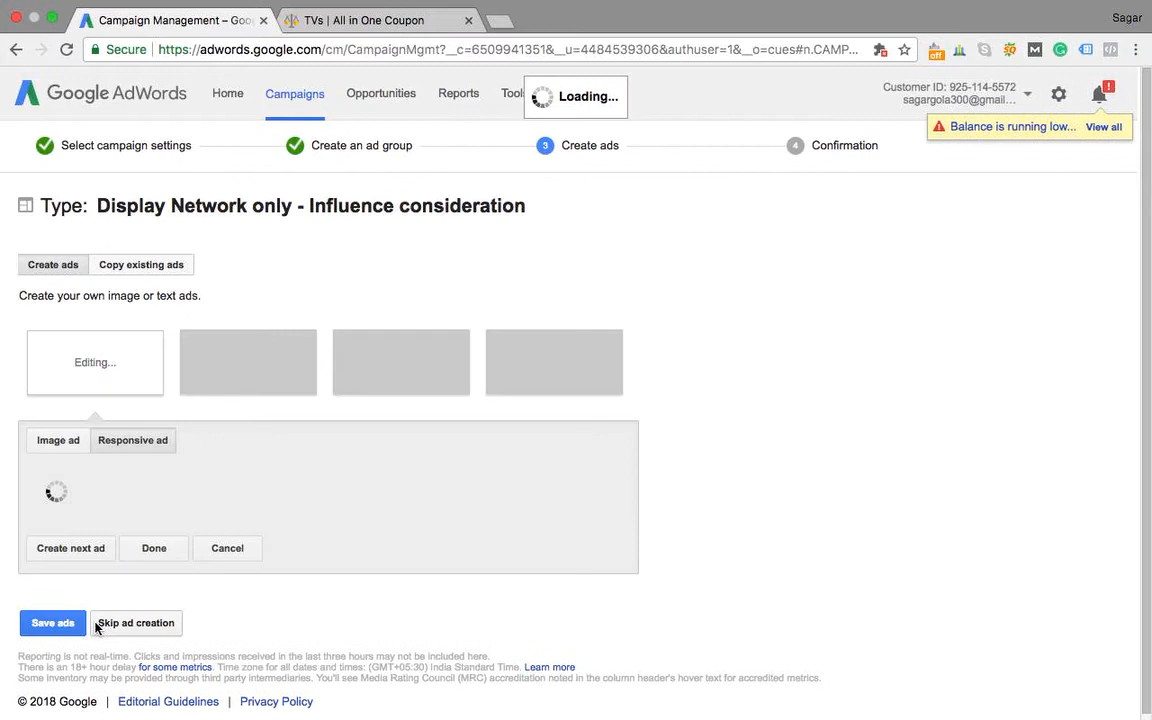 Campaign Management – Goo
TVs | All in One Coupon
Sagar
Secure | https://adwords.google.com/cm/CampaignMgmt?__c=6509941351&__u=4484539306&authuser=1&__o=cues#n.CAMP...
off
Google AdWords
Home
Campaigns
Opportunities
Reports
Tool
Loading...
Customer ID: 925-114-5572
sagargola300@gmail...
!
Balance is running low... View all
Select campaign settings
Create an ad group
3 Create ads
4 Confirmation
Type: Display Network only - Influence consideration
Create ads Copy existing ads
Create your own image or text ads.
Editing...
Image ad Responsive ad
Create next ad Done Cancel
Save ads Skip ad creation
Reporting is not real-time. Clicks and impressions received in the last three hours may not be included here.
There is an 18+ hour delay for some metrics. Time zone for all dates and times: (GMT+05:30) India Standard Time. Learn more
Some inventory may be provided through third party intermediaries. You'll see Media Rating Council (MRC) accreditation noted in the column header's hover text for accredited metrics.
© 2018 Google | Editorial Guidelines | Privacy Policy